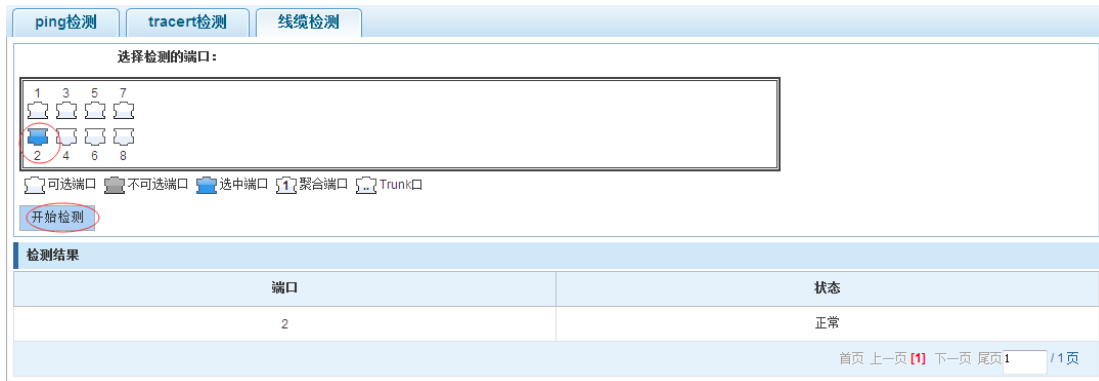 ping检测 tracert检测 线缆检测
选择检测的端口：
1 3 5 7
2 4 6 8
可选端口 不可选端口 选中端口 1 聚合端口 .. Trunk口
开始检测
检测结果
端口 状态
2 正常
首页 上一页 [1] 下一页 尾页 1 / 1 页